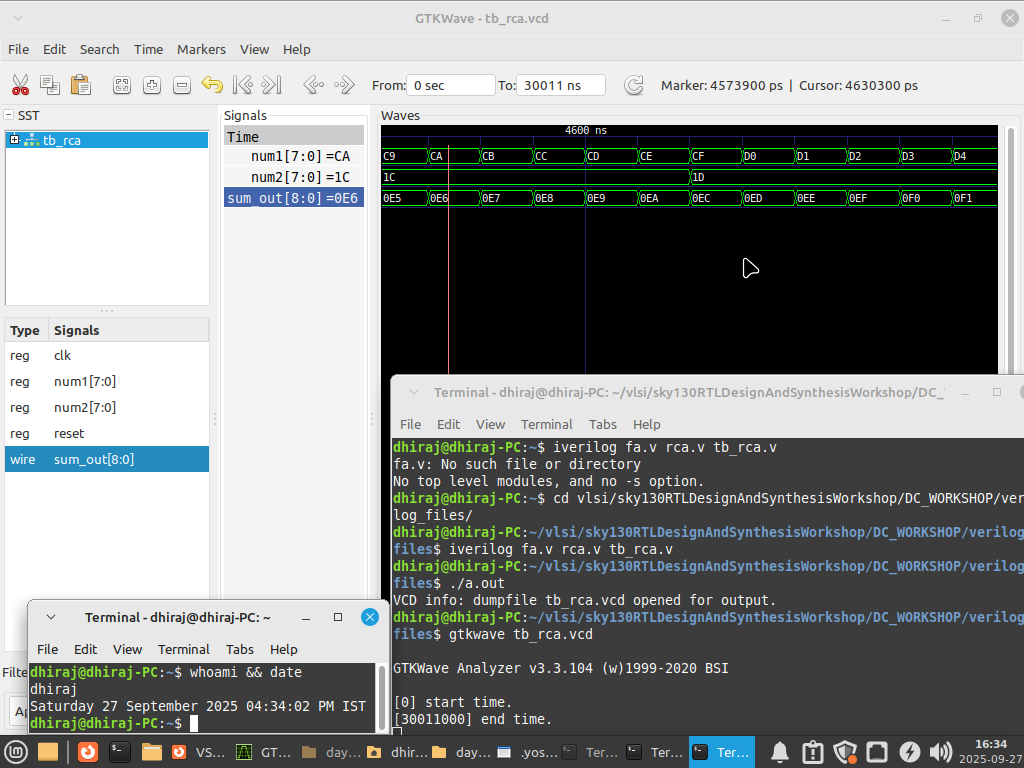 GTKWave - tb_rca.vcd
File Edit Search Time Markers View Help
From: 0 sec To: 30011 ns Marker: 4573900 ps | Cursor: 4630300 ps
SST
tb_rca
Type Signals
reg clk
reg num1[7:0]
reg num2[7:0]
reg reset
wire sum_out[8:0]
Filte
Ap
Signals
Time
num1[7:0] =CA
num2[7:0] =1C
sum_out[8:0] =0E6
Waves
4600 ns
C9 CA CB CC CD CE CF D0 D1 D2 D3 D4
1C 1D
0E5 0E6 0E7 0E8 0E9 0EA 0EC 0ED 0EE 0EF 0F0 0F1
Terminal - dhiraj@dhiraj-PC: ~/vlsi/sky130RTLDesignAndSynthesisWorkshop/DC_
File Edit View Terminal Tabs Help
dhiraj@dhiraj-PC:~$ iverilog fa.v rca.v tb_rca.v
fa.v: No such file or directory
No top level modules, and no -s option.
dhiraj@dhiraj-PC:~$ cd vlsi/sky130RTLDesignAndSynthesisWorkshop/DC_WORKSHOP/ver
log_files/
dhiraj@dhiraj-PC:~/vlsi/sky130RTLDesignAndSynthesisWorkshop/DC_WORKSHOP/verilog
files$ iverilog fa.v rca.v tb_rca.v
dhiraj@dhiraj-PC:~/vlsi/sky130RTLDesignAndSynthesisWorkshop/DC_WORKSHOP/verilog
files$ ./a.out
VCD info: dumpfile tb_rca.vcd opened for output.
dhiraj@dhiraj-PC:~/vlsi/sky130RTLDesignAndSynthesisWorkshop/DC_WORKSHOP/verilog
files$ gtkwave tb_rca.vcd
GTKWave Analyzer v3.3.104 (w)1999-2020 BSI
[0] start time.
[30011000] end time.
Terminal - dhiraj@dhiraj-PC: ~
File Edit View Terminal Tabs Help
dhiraj@dhiraj-PC:~$ whoami && date
dhiraj
Saturday 27 September 2025 04:34:02 PM IST
dhiraj@dhiraj-PC:~$
VS... GT... day... dhir... day... .yos... Ter... Ter... Ter...
16:34
2025-09-27